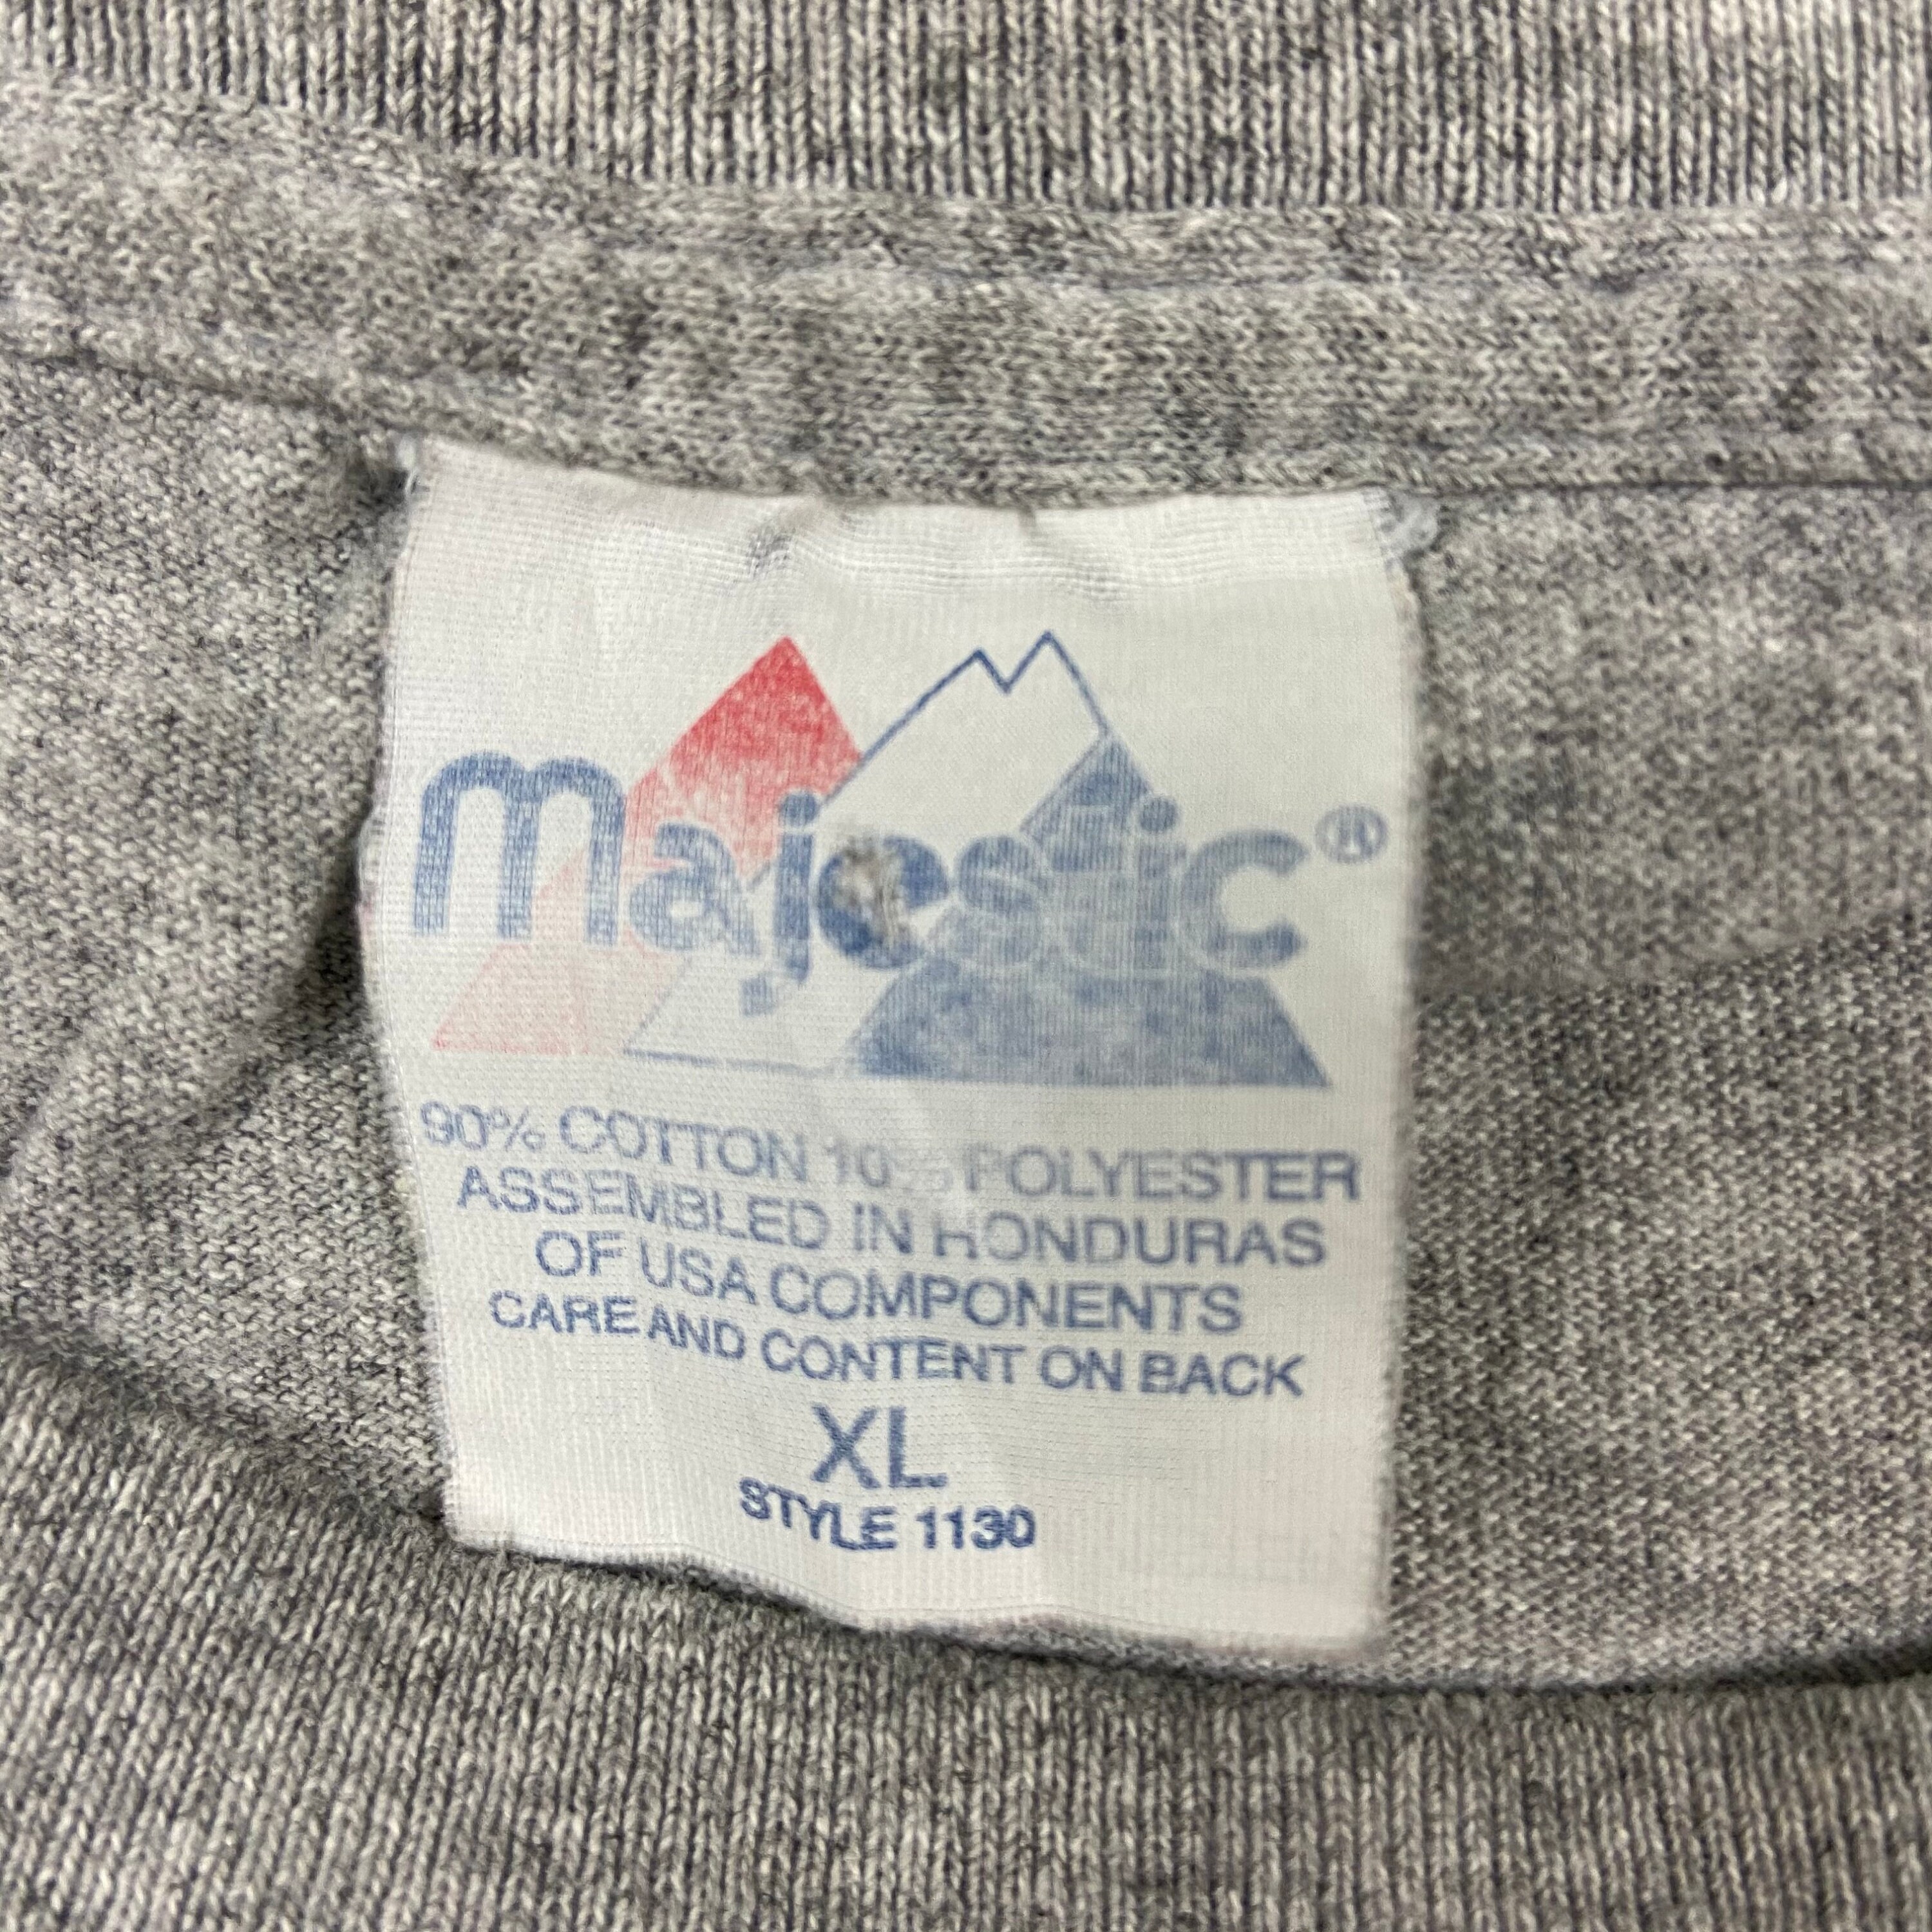 majestic®
90% COTTON 10% POLYESTER
ASSEMBLED IN HONDURAS
OF USA COMPONENTS
CARE AND CONTENT ON BACK
XL
STYLE 1130